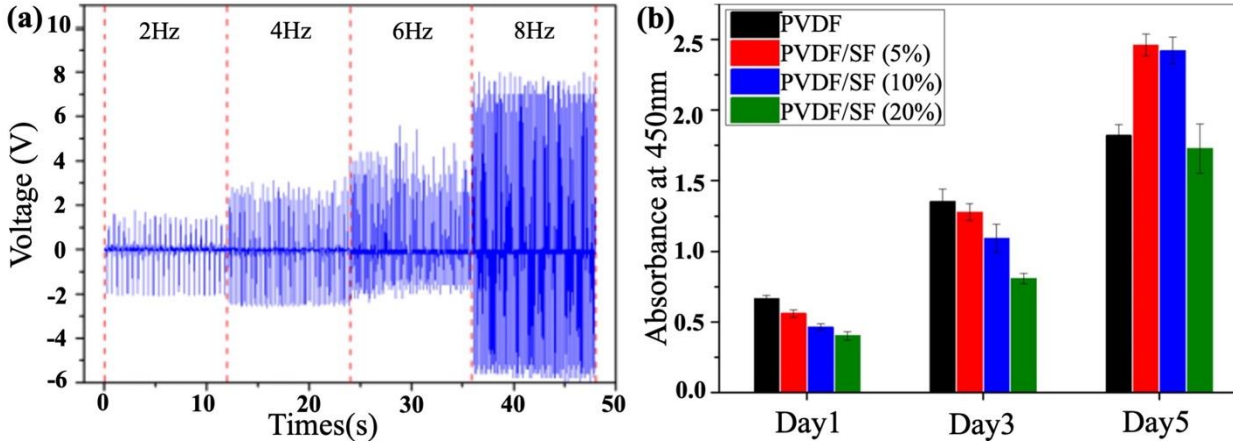 (a)
2Hz 4Hz 6Hz 8Hz
Voltage (V)
10
8
6
4
2
0
-2
-4
-6
0 10 20 30 40 50
Times(s)
(b)
PVDF
PVDF/SF (5%)
PVDF/SF (10%)
PVDF/SF (20%)
Absorbance at 450nm
2.5
2.0
1.5
1.0
0.5
0.0
Day1 Day3 Day5